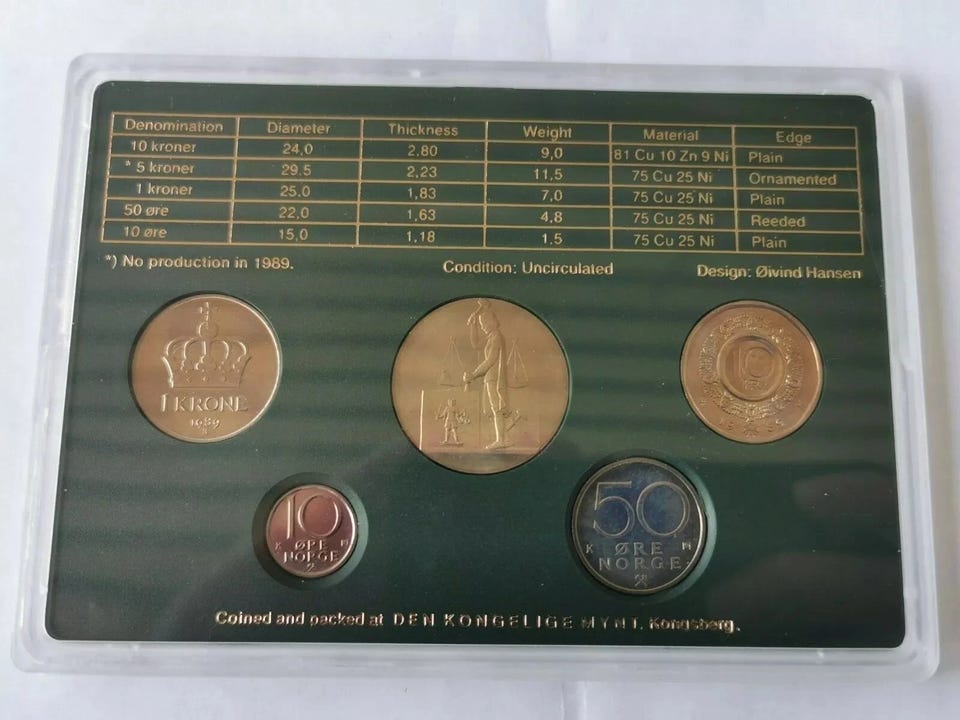 Denomination Diameter Thickness Weight Material Edge
10 kroner 24,0 2,80 9,0 81 Cu 10 Zn 9 Ni Plain
* 5 kroner 29.5 2,23 11,5 75 Cu 25 Ni Ornamented
1 kroner 25.0 1,83 7,0 75 Cu 25 Ni Plain
50 øre 22,0 1,63 4,8 75 Cu 25 Ni Reeded
10 øre 15,0 1,18 1.5 75 Cu 25 Ni Plain
*) No production in 1989. Condition: Uncirculated Design: Øivind Hansen
1 KRONE
1989
10
10
K
ØRE
NORGE
50
K
ØRE
NORGE
Coined and packed at DEN KONGELIGE MYNT. Kongsberg.